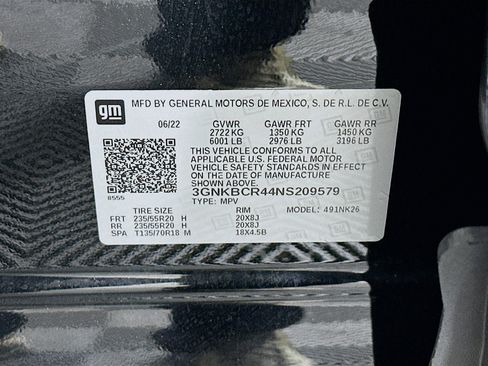 gm
MFD BY GENERAL MOTORS DE MEXICO, S. DE R.L. DE C.V.
06/22 GVWR GAWR FRT GAWR RR
2722 KG 1350 KG 1450 KG
6001 LB 2976 LB 3196 LB
THIS VEHICLE CONFORMS TO ALL
APPLICABLE U.S. FEDERAL MOTOR
VEHICLE SAFETY STANDARDS IN EFFECT
ON THE DATE OF MANUFACTURE SHOWN ABOVE.
3GNKBCR44NS209579
TYPE: MPV MODEL: 491NK26
8555
TIRE SIZE RIM
FRT 235/55R20 H 20X8J
RR 235/55R20 H 20X8J
SPA T135/70R18 M 18X4.5B